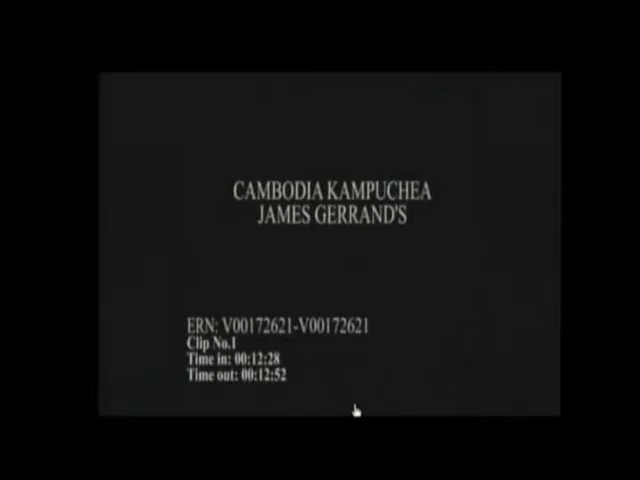 CAMBODIA KAMPUCHEA
JAMES GERRAND'S
ERN: V00172621-V00172621
Clip No.1
Time in: 00:12:28
Time out: 00:12:52